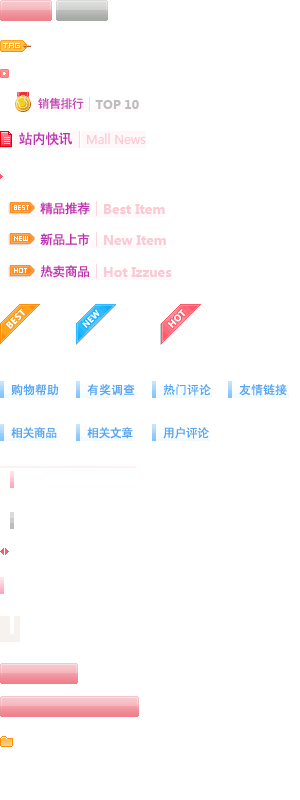 TAG
销售排行 TOP 10
站内快讯 Mall News
BEST 精品推荐 Best Item
NEW 新品上市 New Item
HOT 热卖商品 Hot Izzues
BEST NEW HOT
购物帮助 有奖调查 热门评论 友情链接
相关商品 相关文章 用户评论